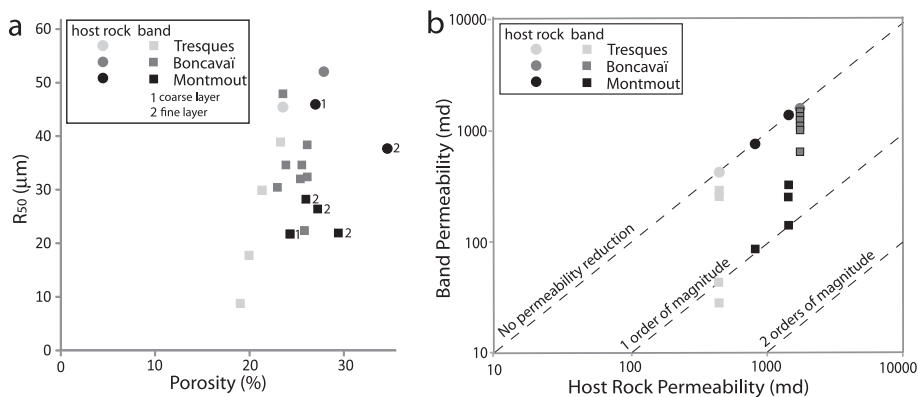 a
host rock band
Tresques
Boncavaï
Montmout
1 coarse layer
2 fine layer
60
50
40
30
20
10
0
R50 (μm)
1
2
2
2
1
2
0 10 20 30
Porosity (%)
b
host rock band
Tresques
Boncavaï
Montmout
10000
1000
100
10
Band Permeability (md)
No permeability reduction
1 order of magnitude
2 orders of magnitude
10 100 1000 10000
Host Rock Permeability (md)